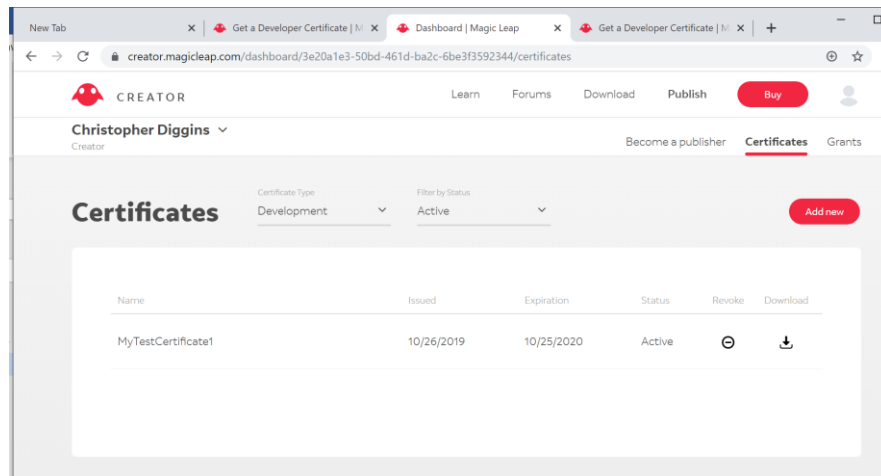 New Tab
Get a Developer Certificate | M
Dashboard | Magic Leap
Get a Developer Certificate | M
creator.magicleap.com/dashboard/3e20a1e3-50bd-461d-ba2c-6be3f3592344/certificates
CREATOR
Learn Forums Download Publish Buy
Christopher Diggins
Creator
Become a publisher Certificates Grants
Certificates
Certificate Type
Development
Filter by Status
Active
Add new
Name Issued Expiration Status Revoke Download
MyTestCertificate1 10/26/2019 10/25/2020 Active